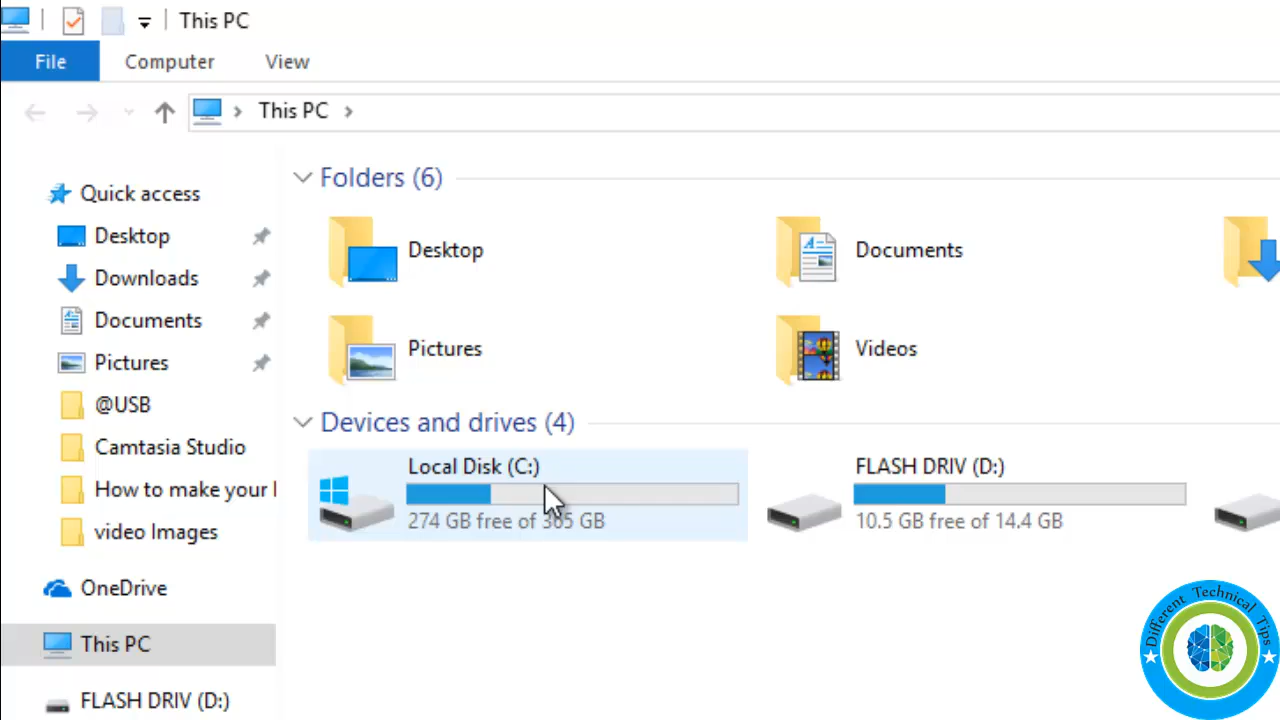 This PC
File Computer View
This PC
Quick access
Desktop
Downloads
Documents
Pictures
@USB
Camtasia Studio
How to make your
video Images
OneDrive
This PC
FLASH DRIV (D:)
Folders (6)
Desktop
Documents
Pictures
Videos
Devices and drives (4)
Local Disk (C:)
274 GB free of 365 GB
FLASH DRIV (D:)
10.5 GB free of 14.4 GB
Different Technical Tips